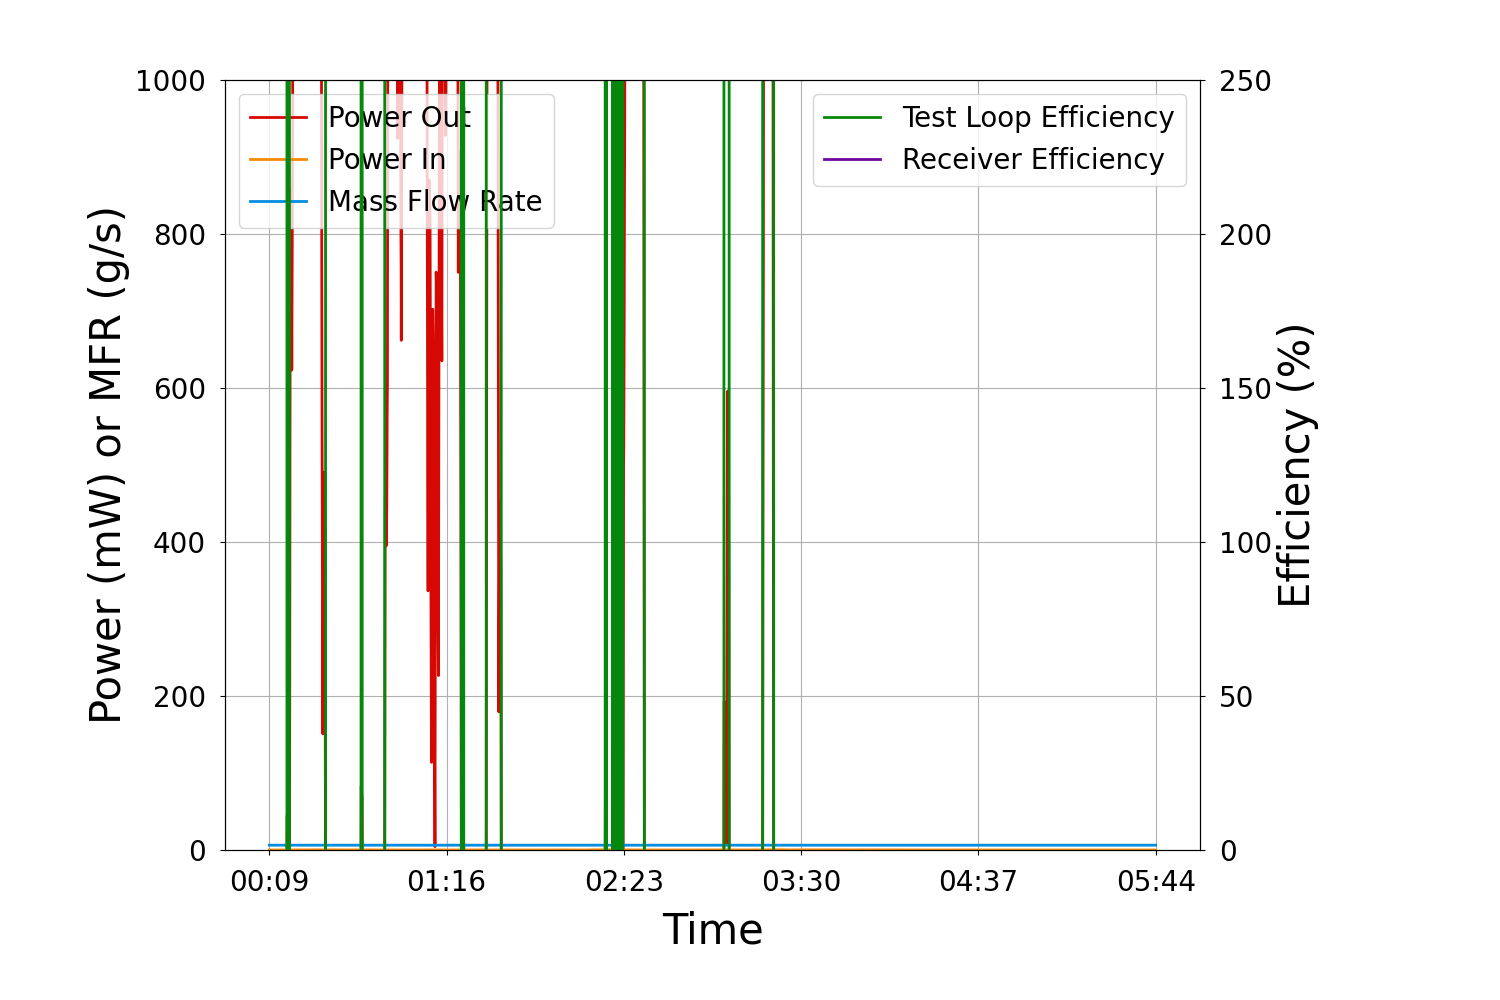 1000
800
600
400
200
0
Power (mW) or MFR (g/s)
Power Out
Power In
Mass Flow Rate
Test Loop Efficiency
Receiver Efficiency
250
200
150
100
50
0
Efficiency (%)
00:09 01:16 02:23 03:30 04:37 05:44
Time